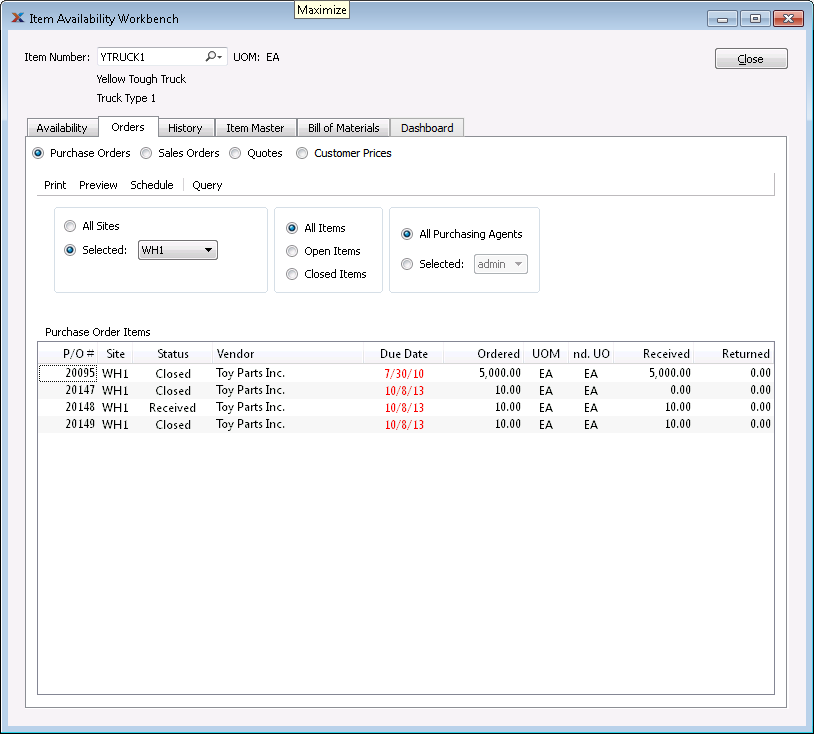 Maximize
Item Availability Workbench
Item Number: YTRUCK1 UOM: EA
Close
Yellow Tough Truck
Truck Type 1
Availability Orders History Item Master Bill of Materials Dashboard
Purchase Orders Sales Orders Quotes Customer Prices
Print Preview Schedule Query
All Sites
Selected: WH1
All Items
Open Items
Closed Items
All Purchasing Agents
Selected: admin
Purchase Order Items
P/O # Site Status Vendor Due Date Ordered UOM nd. UO Received Returned
20095 WH1 Closed Toy Parts Inc. 7/30/10 5,000.00 EA EA 5,000.00 0.00
20147 WH1 Closed Toy Parts Inc. 10/8/13 10.00 EA EA 0.00 0.00
20148 WH1 Received Toy Parts Inc. 10/8/13 10.00 EA EA 10.00 0.00
20149 WH1 Closed Toy Parts Inc. 10/8/13 10.00 EA EA 10.00 0.00